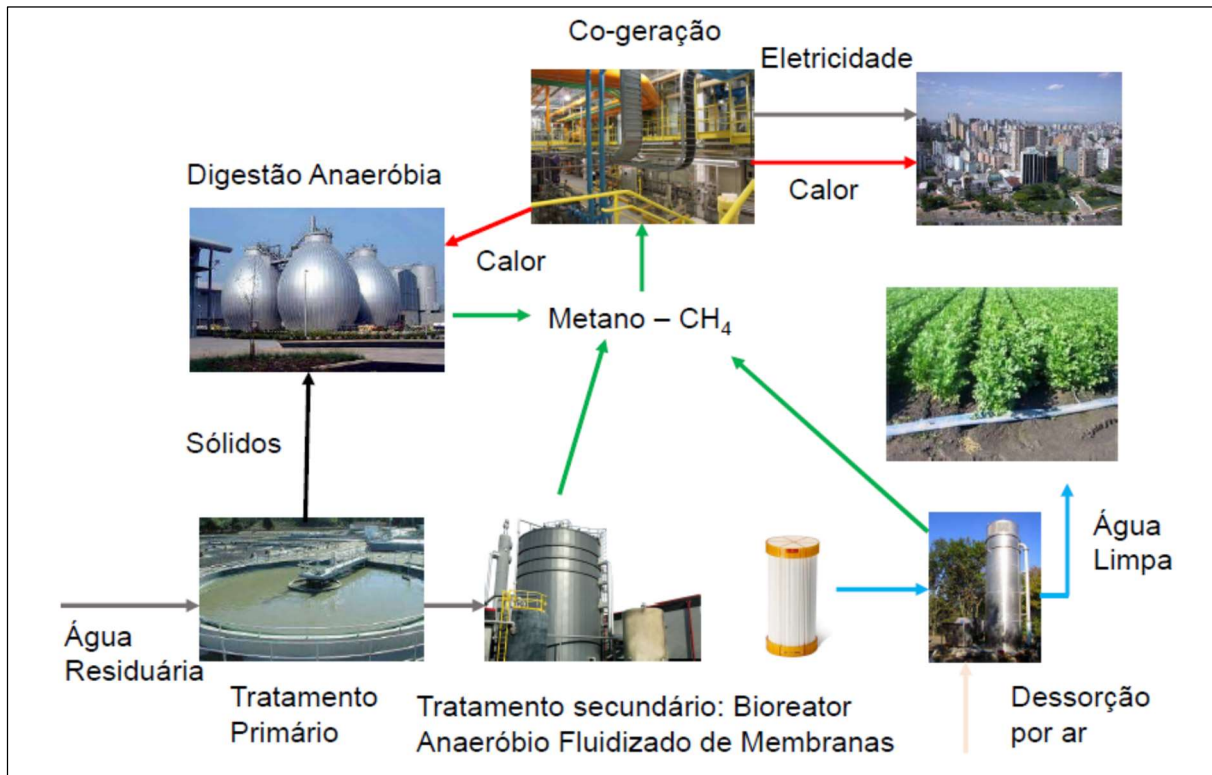 Co-geração
Eletricidade
Digestão Anaeróbia
Calor
Calor
Metano – CH₄
Sólidos
Água
Limpa
Água
Residuária
Tratamento
Primário
Tratamento secundário: Bioreator
Anaeróbio Fluidizado de Membranas
Dessorção
por ar